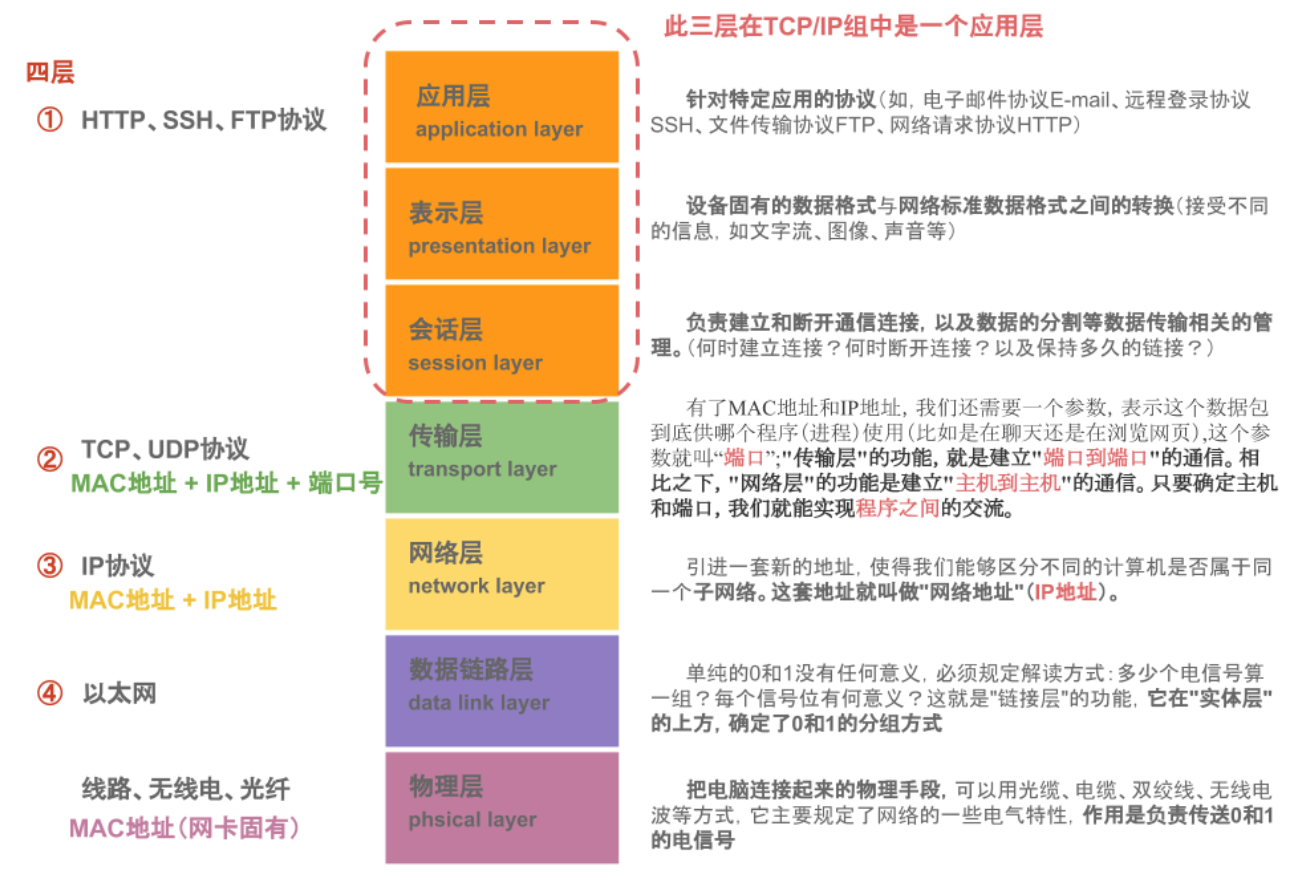 此三层在TCP/IP组中是一个应用层
四层
① HTTP、SSH、FTP协议
应用层
application layer
针对特定应用的协议(如, 电子邮件协议E-mail、远程登录协议
SSH、文件传输协议FTP、网络请求协议HTTP)
表示层
presentation layer
设备固有的数据格式与网络标准数据格式之间的转换(接受不同
的信息, 如文字流、图像、声音等)
会话层
session layer
负责建立和断开通信连接, 以及数据的分割等数据传输相关的管
理。(何时建立连接?何时断开连接?以及保持多久的链接?)
② TCP、UDP协议
MAC地址 + IP地址 + 端口号
传输层
transport layer
有了MAC地址和IP地址, 我们还需要一个参数, 表示这个数据包
到底供哪个程序(进程)使用(比如是在聊天还是在浏览网页),这个参
数就叫“端口”;"传输层"的功能, 就是建立"端口到端口"的通信。相
比之下, "网络层"的功能是建立"主机到主机"的通信。只要确定主机
和端口, 我们就能实现程序之间的交流。
③ IP协议
MAC地址 + IP地址
网络层
network layer
引进一套新的地址, 使得我们能够区分不同的计算机是否属于同
一个子网络。这套地址就叫做"网络地址"(IP地址)。
④ 以太网
数据链路层
data link layer
单纯的0和1没有任何意义, 必须规定解读方式:多少个电信号算
一组?每个信号位有何意义?这就是"链接层"的功能, 它在"实体层"
的上方, 确定了0和1的分组方式
线路、无线电、光纤
MAC地址(网卡固有)
物理层
phsical layer
把电脑连接起来的物理手段, 可以用光缆、电缆、双绞线、无线电
波等方式, 它主要规定了网络的一些电气特性, 作用是负责传送0和1
的电信号